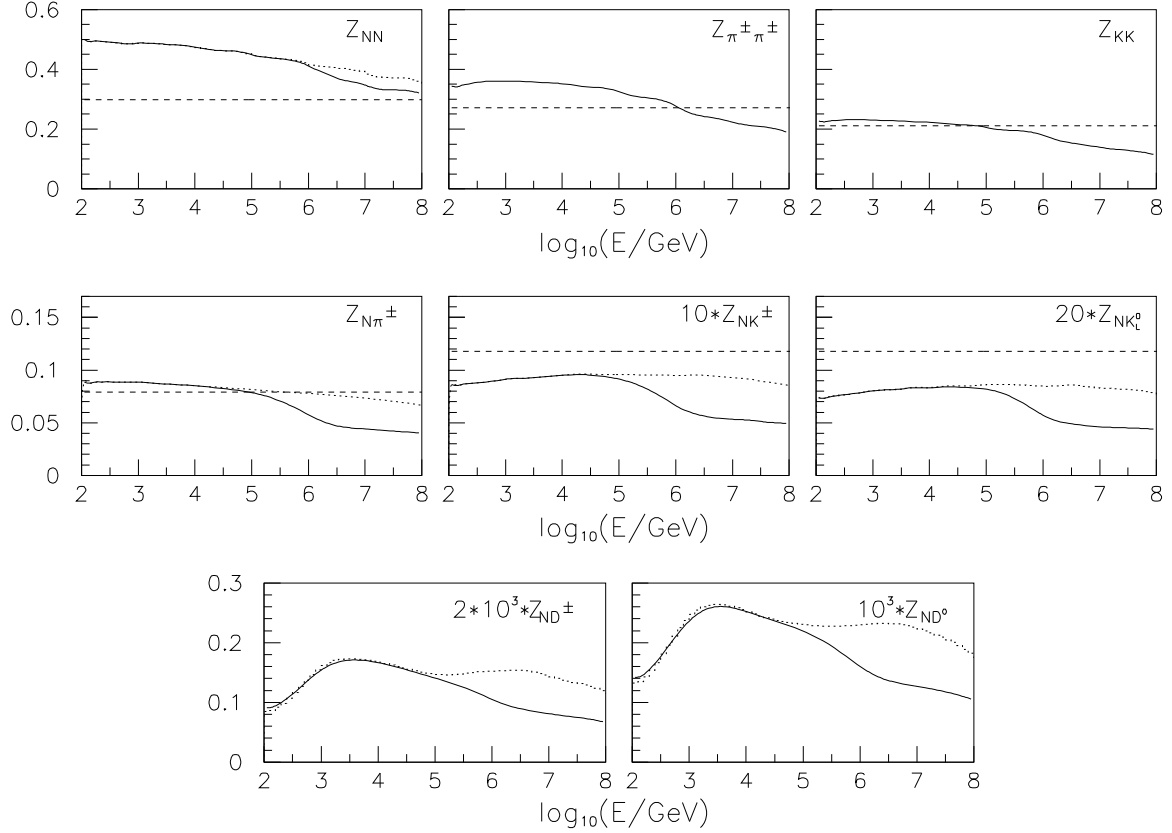 0.6
0.4
0.2
0
Z_NN
Z_π±π±
Z_KK
2 3 4 5 6 7 8
2 3 4 5 6 7 8
2 3 4 5 6 7 8
log₁₀(E/GeV)
0.15
0.1
0.05
0
Z_Nπ±
10*Z_NK±
20*Z_NK_L⁰
2 3 4 5 6 7 8
2 3 4 5 6 7 8
2 3 4 5 6 7 8
log₁₀(E/GeV)
0.3
0.2
0.1
0
2*10³*Z_ND±
10³*Z_ND⁰
2 3 4 5 6 7 8
2 3 4 5 6 7 8
log₁₀(E/GeV)